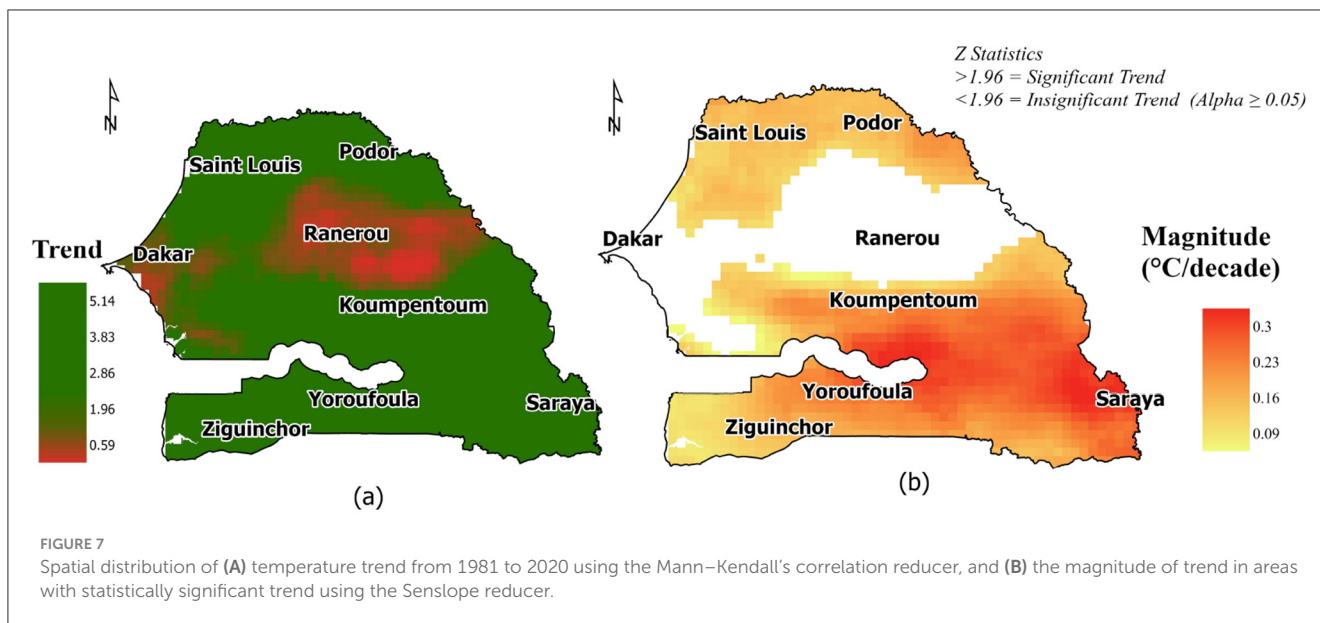 Z Statistics
>1.96 = Significant Trend
<1.96 = Insignificant Trend (Alpha ≥ 0.05)
N
Saint Louis
Podor
Ranerou
Dakar
Koumpentoum
Yoroufoula
Saraya
Ziguinchor
Trend
5.14
3.83
2.86
1.96
0.59
(a)
N
Saint Louis
Podor
Dakar
Ranerou
Koumpentoum
Yoroufoula
Saraya
Ziguinchor
Magnitude
(°C/decade)
0.3
0.23
0.16
0.09
(b)
FIGURE 7
Spatial distribution of (A) temperature trend from 1981 to 2020 using the Mann–Kendall's correlation reducer, and (B) the magnitude of trend in areas
with statistically significant trend using the Senslope reducer.